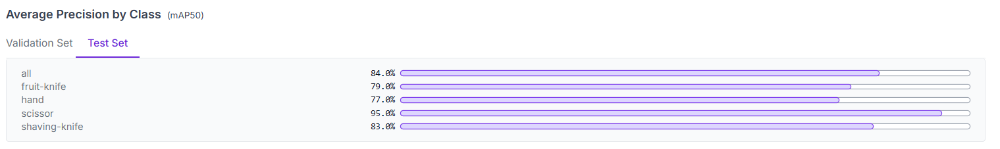 Average Precision by Class (mAP50)
Validation Set Test Set
all 84.0%
fruit-knife 79.0%
hand 77.0%
scissor 95.0%
shaving-knife 83.0%